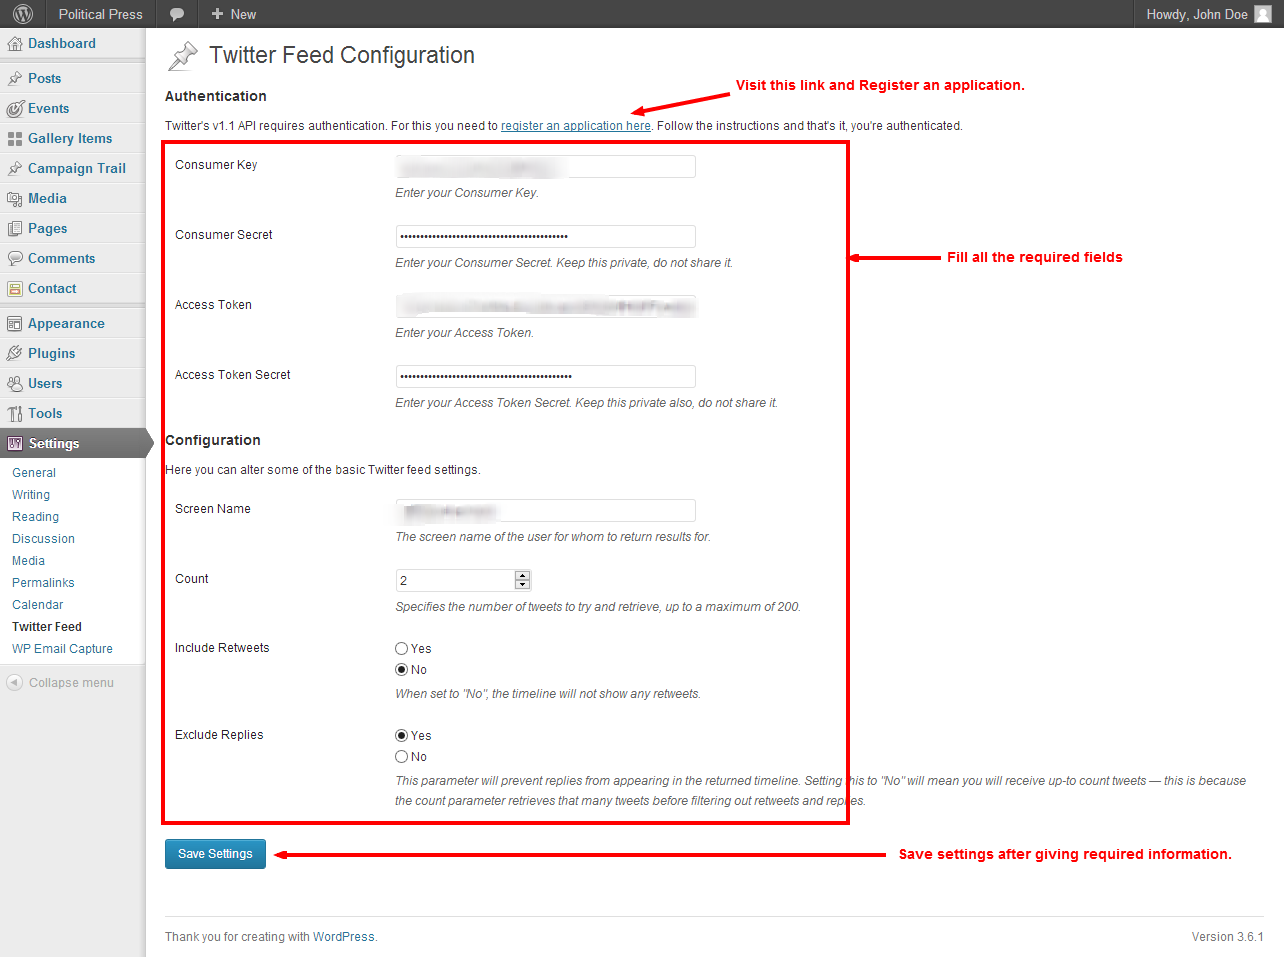 Political Press
New
Howdy, John Doe
Dashboard
Posts
Events
Gallery Items
Campaign Trail
Media
Pages
Comments
Contact
Appearance
Plugins
Users
Tools
Settings
General
Writing
Reading
Discussion
Media
Permalinks
Calendar
Twitter Feed
WP Email Capture
Collapse menu
Twitter Feed Configuration
Visit this link and Register an application.
Authentication
Twitter's v1.1 API requires authentication. For this you need to register an application here. Follow the instructions and that's it, you're authenticated.
Consumer Key
Enter your Consumer Key.
Consumer Secret
Enter your Consumer Secret. Keep this private, do not share it.
Fill all the required fields
Access Token
Enter your Access Token.
Access Token Secret
Enter your Access Token Secret. Keep this private also, do not share it.
Configuration
Here you can alter some of the basic Twitter feed settings.
Screen Name
The screen name of the user for whom to return results for.
Count
2
Specifies the number of tweets to try and retrieve, up to a maximum of 200.
Include Retweets
Yes
No
When set to "No", the timeline will not show any retweets.
Exclude Replies
Yes
No
This parameter will prevent replies from appearing in the returned timeline. Setting this to "No" will mean you will receive up-to count tweets — this is because
the count parameter retrieves that many tweets before filtering out retweets and replies.
Save Settings
Save settings after giving required information.
Thank you for creating with WordPress.
Version 3.6.1